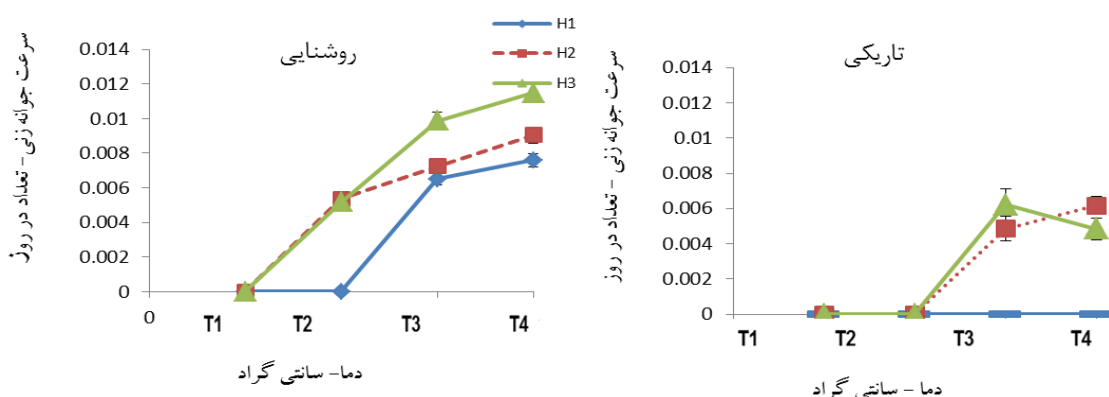 سرعت جوانه زنی - تعداد در روز
روشنایی
H1
H2
H3
0.014
0.012
0.01
0.008
0.006
0.004
0.002
0
0
T1
T2
T3
T4
دما- سانتی گراد
سرعت جوانه زنی - تعداد در روز
تاریکی
0.014
0.012
0.01
0.008
0.006
0.004
0.002
0
T1
T2
T3
T4
دما - سانتی گراد